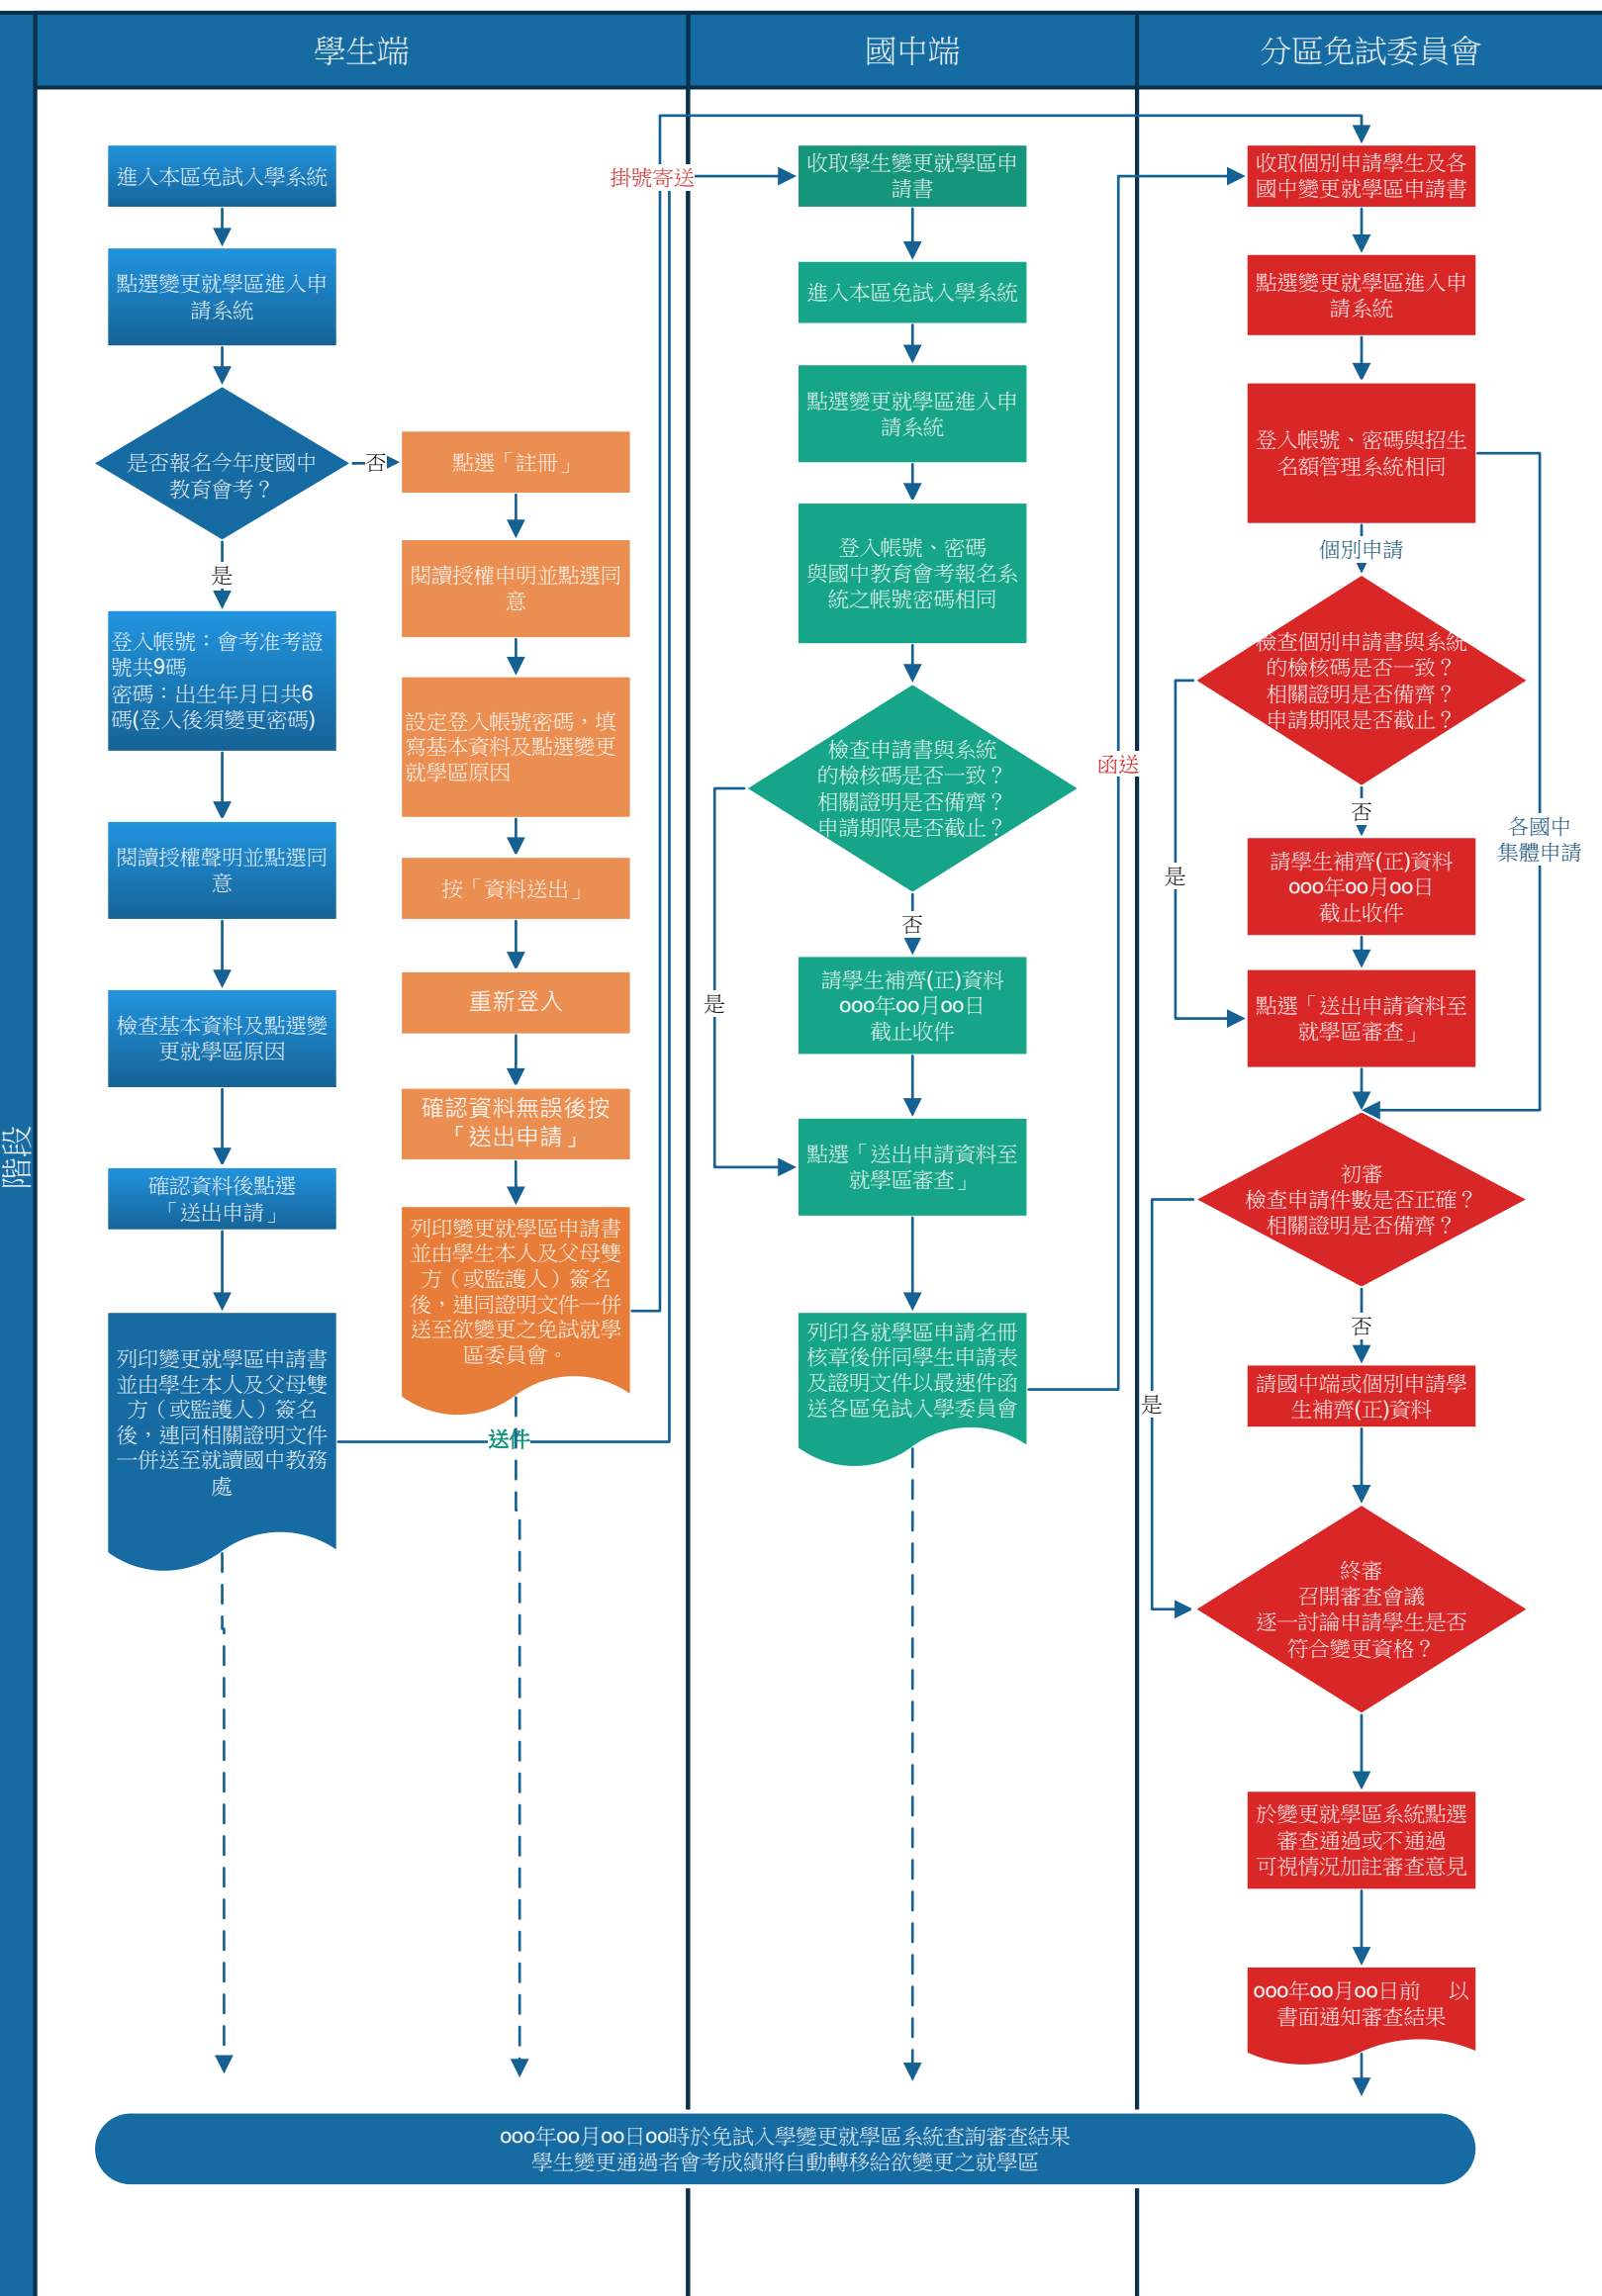 學生端
國中端
分區免試委員會
階段
進入本區免試入學系統
點選變更就學區進入申
請系統
是否報名今年度國中
教育會考？
否
是
登入帳號：會考准考證
號共9碼
密碼：出生年月日共6
碼(登入後須變更密碼)
閱讀授權聲明並點選同
意
檢查基本資料及點選變
更就學區原因
確認資料後點選
「送出申請」
列印變更就學區申請書
並由學生本人及父母雙
方（或監護人）簽名
後，連同相關證明文件
一併送至就讀國中教務
處
點選「註冊」
閱讀授權申明並點選同
意
設定登入帳號密碼，填
寫基本資料及點選變更
就學區原因
按「資料送出」
重新登入
確認資料無誤後按
「送出申請」
列印變更就學區申請書
並由學生本人及父母雙
方（或監護人）簽名
後，連同證明文件一併
送至欲變更之免試就學
區委員會。
送件
掛號寄送
收取學生變更就學區申
請書
進入本區免試入學系統
點選變更就學區進入申
請系統
登入帳號、密碼
與國中教育會考報名系
統之帳號密碼相同
檢查申請書與系統
的檢核碼是否一致？
相關證明是否備齊？
申請期限是否截止？
否
是
請學生補齊(正)資料
ooo年oo月oo日
截止收件
點選「送出申請資料至
就學區審查」
列印各就學區申請名冊
核章後併同學生申請表
及證明文件以最速件函
送各區免試入學委員會
函送
收取個別申請學生及各
國中變更就學區申請書
點選變更就學區進入申
請系統
登入帳號、密碼與招生
名額管理系統相同
個別申請
檢查個別申請書與系統
的檢核碼是否一致？
相關證明是否備齊？
申請期限是否截止？
否
是
各國中
集體申請
請學生補齊(正)資料
ooo年oo月oo日
截止收件
點選「送出申請資料至
就學區審查」
初審
檢查申請件數是否正確？
相關證明是否備齊？
否
是
請國中端或個別申請學
生補齊(正)資料
終審
召開審查會議
逐一討論申請學生是否
符合變更資格？
於變更就學區系統點選
審查通過或不通過
可視情況加註審查意見
ooo年oo月oo日前　以
書面通知審查結果
ooo年oo月oo日oo時於免試入學變更就學區系統查詢審查結果
學生變更通過者會考成績將自動轉移給欲變更之就學區